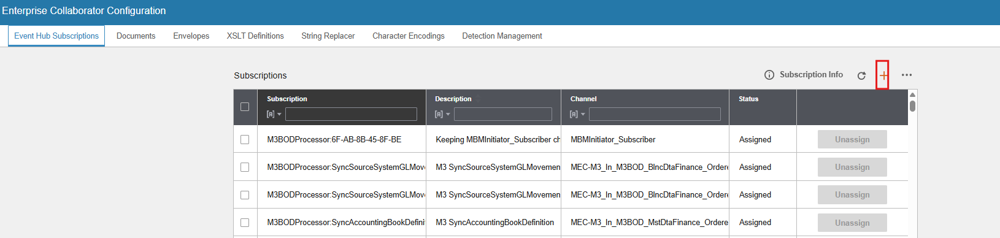 Enterprise Collaborator Configuration
Event Hub Subscriptions Documents Envelopes XSLT Definitions String Replacer Character Encodings Detection Management
Subscriptions Subscription Info
Subscription Description Channel Status
M3BODProcessor:6F-AB-8B-45-8F-BE Keeping MBMInitiator_Subscriber ch MBMInitiator_Subscriber Assigned Unassign
M3BODProcessor:SyncSourceSystemGLMov M3 SyncSourceSystemGLMovemen MEC-M3_In_M3BOD_BlncDtaFinance_Ordere Assigned Unassign
M3BODProcessor:SyncSourceSystemGLMov M3 SyncSourceSystemGLMovemen MEC-M3_In_M3BOD_BlncDtaFinance_Ordere Assigned Unassign
M3BODProcessor:SyncAccountingBookDefinit M3 SyncAccountingBookDefinition MEC-M3_In_M3BOD_MstDtaFinance_Ordere Assigned Unassign